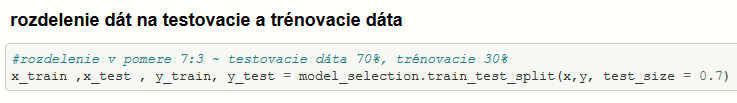 rozdelenie dát na testovacie a trénovacie dáta
#rozdelenie v pomere 7:3 ~ testovacie dáta 70%, trénovacie 30%
x_train ,x_test , y_train, y_test = model_selection.train_test_split(x,y, test_size = 0.7)